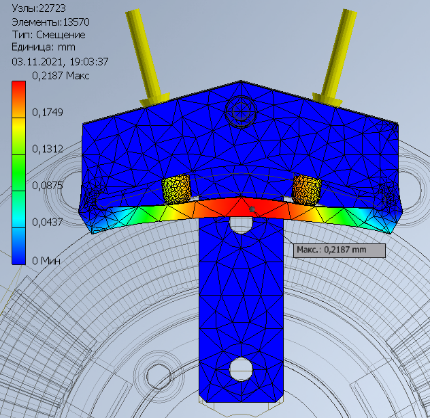 Узлы:22723
Элементы:13570
Тип: Смещение
Единица: mm
03.11.2021, 19:03:37
0,2187 Макс
0,1749
0,1312
0,0875
0,0437
0 Мин
Макс.: 0,2187 mm